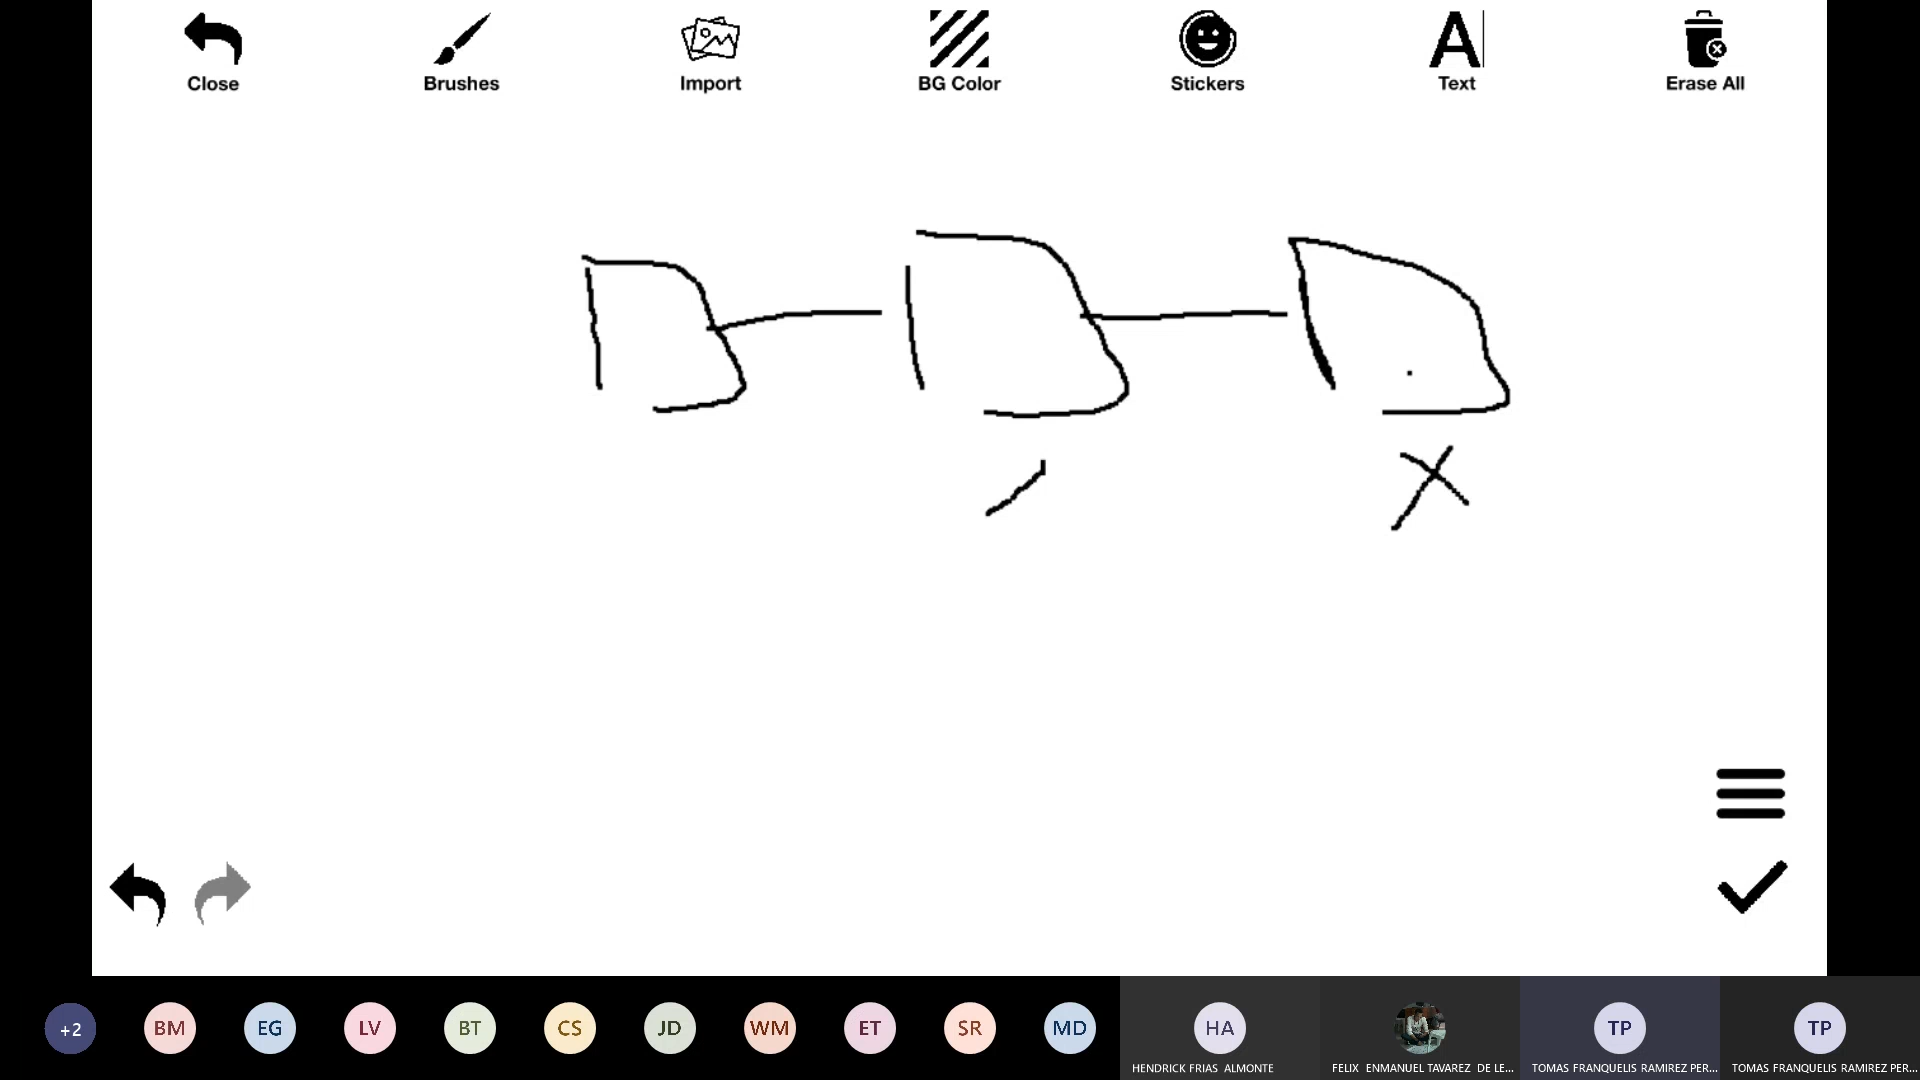 Close Brushes Import BG Color Stickers Text Erase All
+2 BM EG LV BT CS JD WM ET SR MD HA TP TP
HENDRICK FRIAS ALMONTE FELIX ENMANUEL TAVAREZ DE LE... TOMAS FRANQUELIS RAMIREZ PER... TOMAS FRANQUELIS RAMIREZ PER...